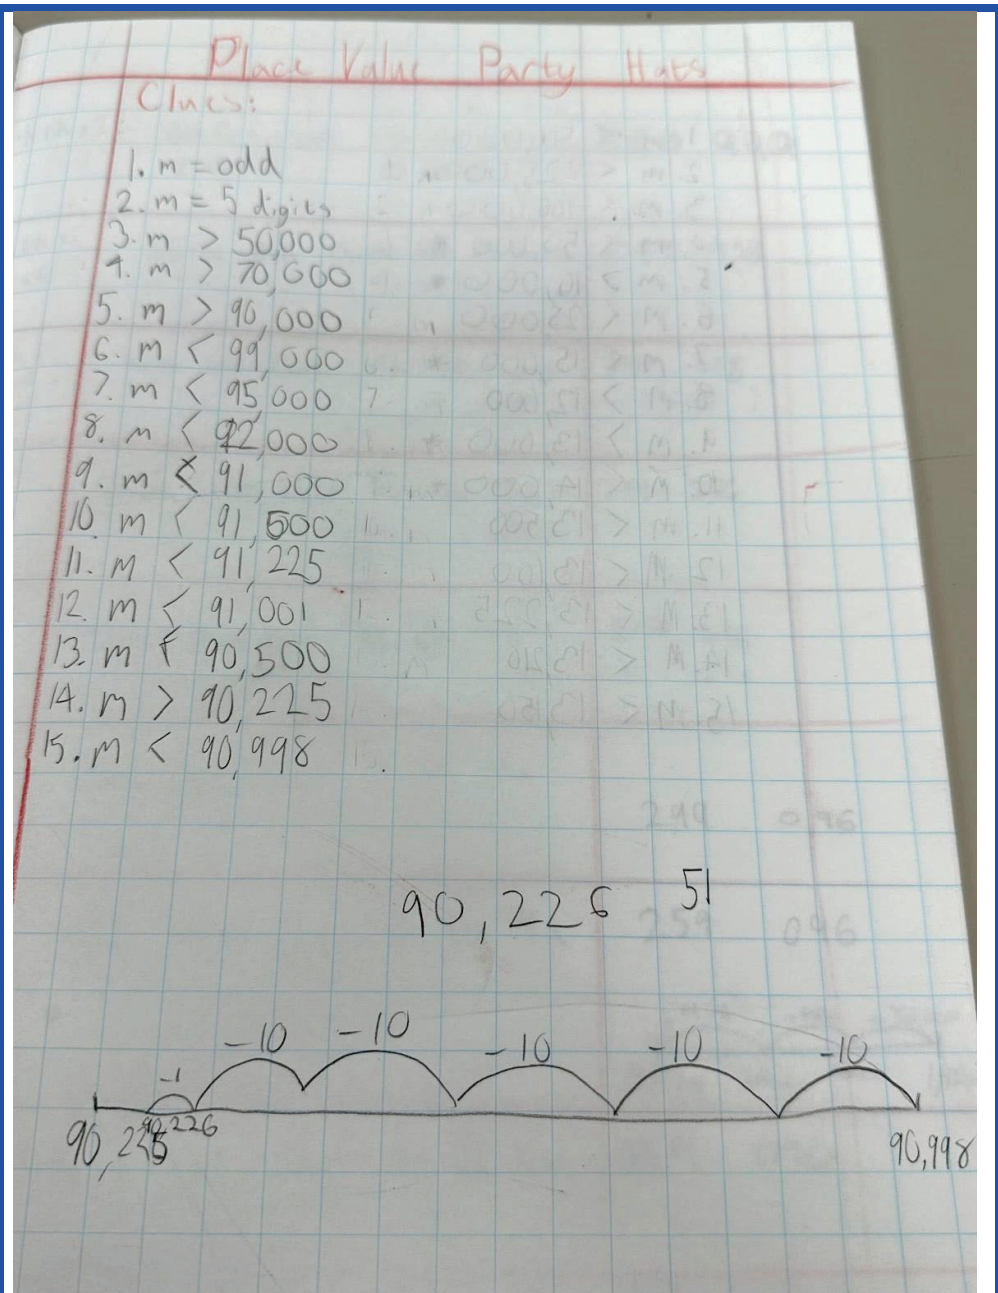 Place Value Party Hats
Clues:
1. m = odd
2. m = 5 digits
3. m > 50,000
4. m > 70,000
5. m > 90,000
6. m < 99,000
7. m < 95,000
8. m < 92,000
9. m < 91,000
10. m < 91,500
11. m < 91,225
12. m < 91,001
13. m < 90,500
14. m > 90,225
15. m < 90,998
90,226 51
-1 -10 -10 -10 -10 -10
90,225 90,226 90,998